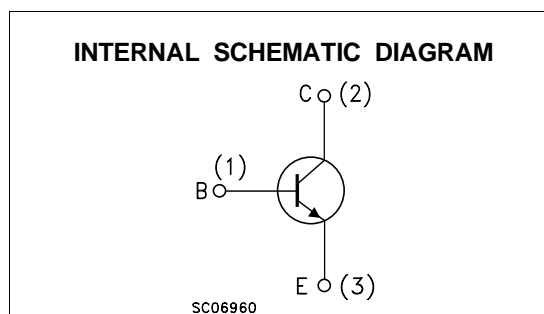 INTERNAL SCHEMATIC DIAGRAM
C (2)
(1)
B
E (3)
SC06960